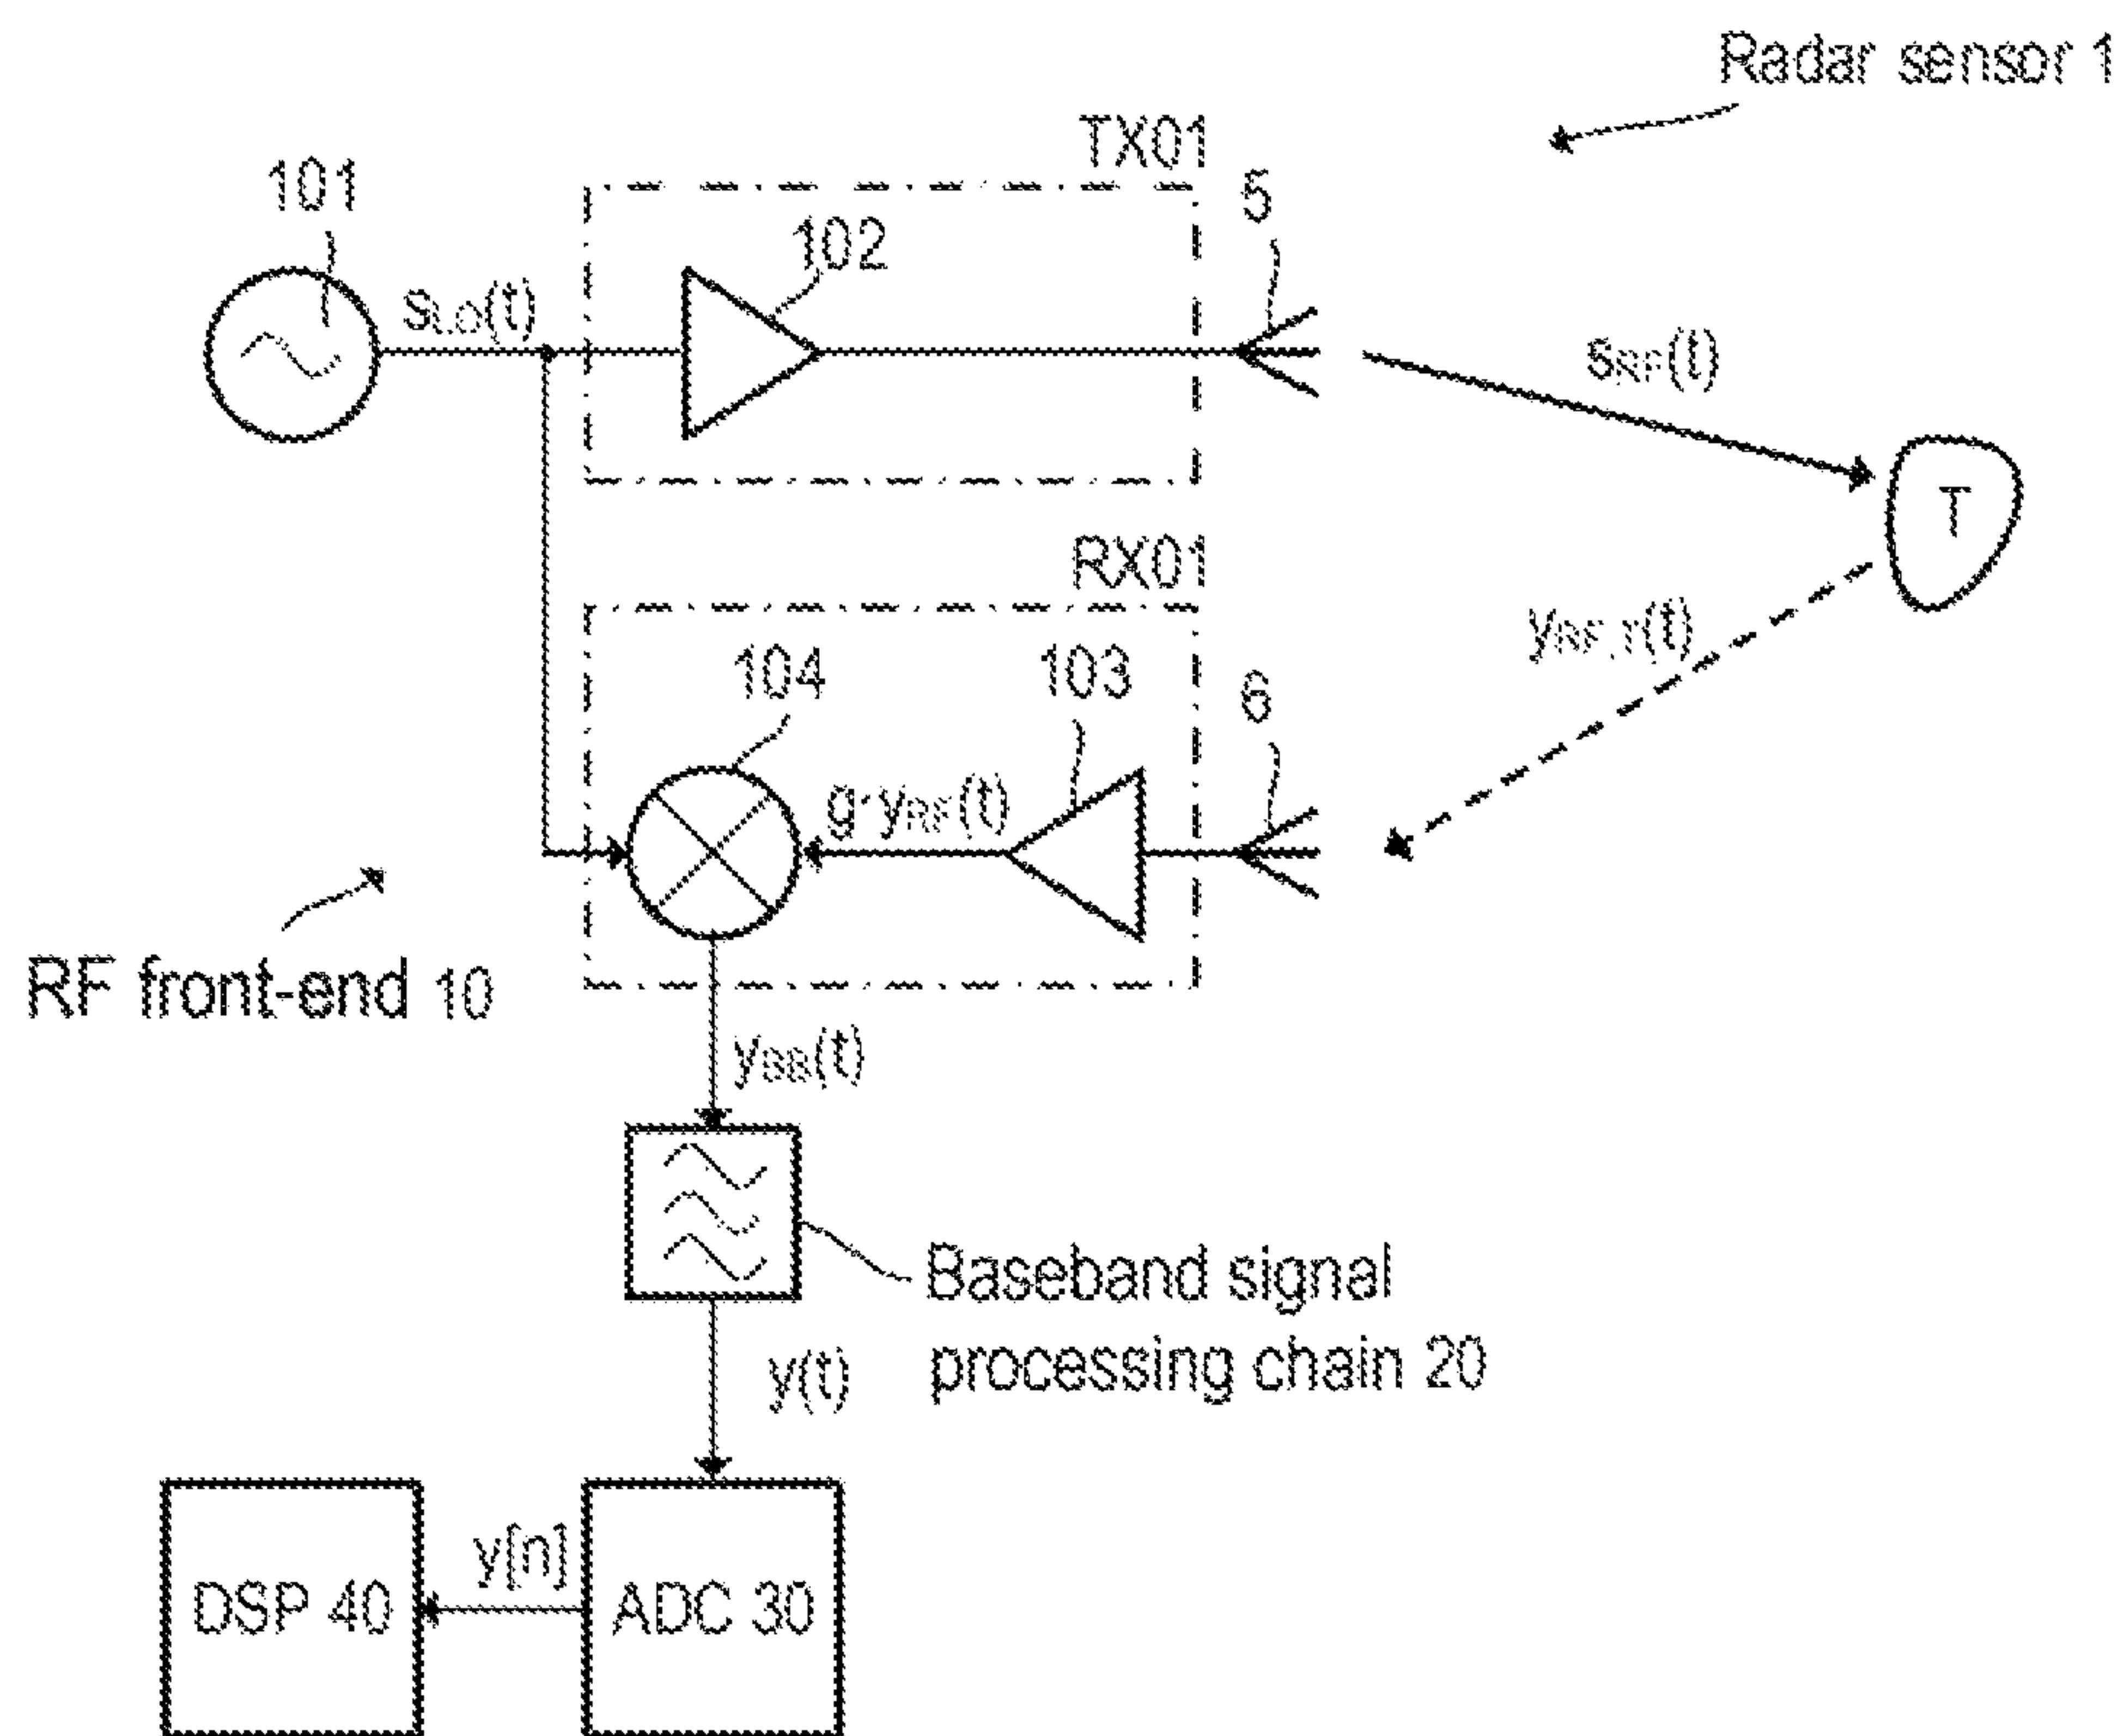 Radar sensor 1
TX01
101
102
5
sLO(t)
sRF(t)
T
RX01
yRF,T(t)
104
103
6
g·yRF(t)
RF front-end 10
yBB(t)
Baseband signal
processing chain 20
y(t)
y[n]
DSP 40
ADC 30